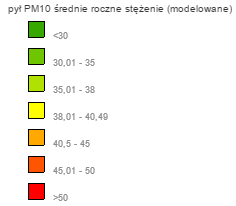 pył PM10 średnie roczne stężenie (modelowane)
<30
30,01 - 35
35,01 - 38
38,01 - 40,49
40,5 - 45
45,01 - 50
>50